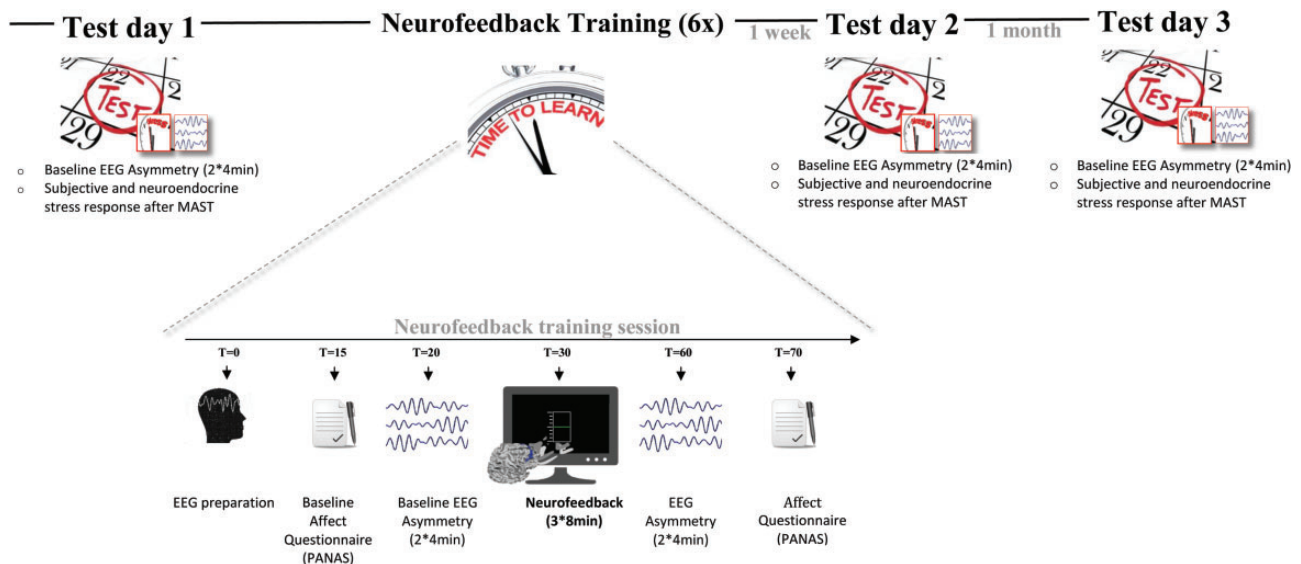 Test day 1
Neurofeedback Training (6x)
1 week
Test day 2
1 month
Test day 3
22
2
TEST
29
TIME TO LEARN
22
2
TEST
29
22
2
TEST
29
o Baseline EEG Asymmetry (2*4min)
o Subjective and neuroendocrine
stress response after MAST
o Baseline EEG Asymmetry (2*4min)
o Subjective and neuroendocrine
stress response after MAST
o Baseline EEG Asymmetry (2*4min)
o Subjective and neuroendocrine
stress response after MAST
Neurofeedback training session
T=0
T=15
T=20
T=30
T=60
T=70
EEG preparation
Baseline
Affect
Questionnaire
(PANAS)
Baseline EEG
Asymmetry
(2*4min)
Neurofeedback
(3*8min)
EEG
Asymmetry
(2*4min)
Affect
Questionnaire
(PANAS)